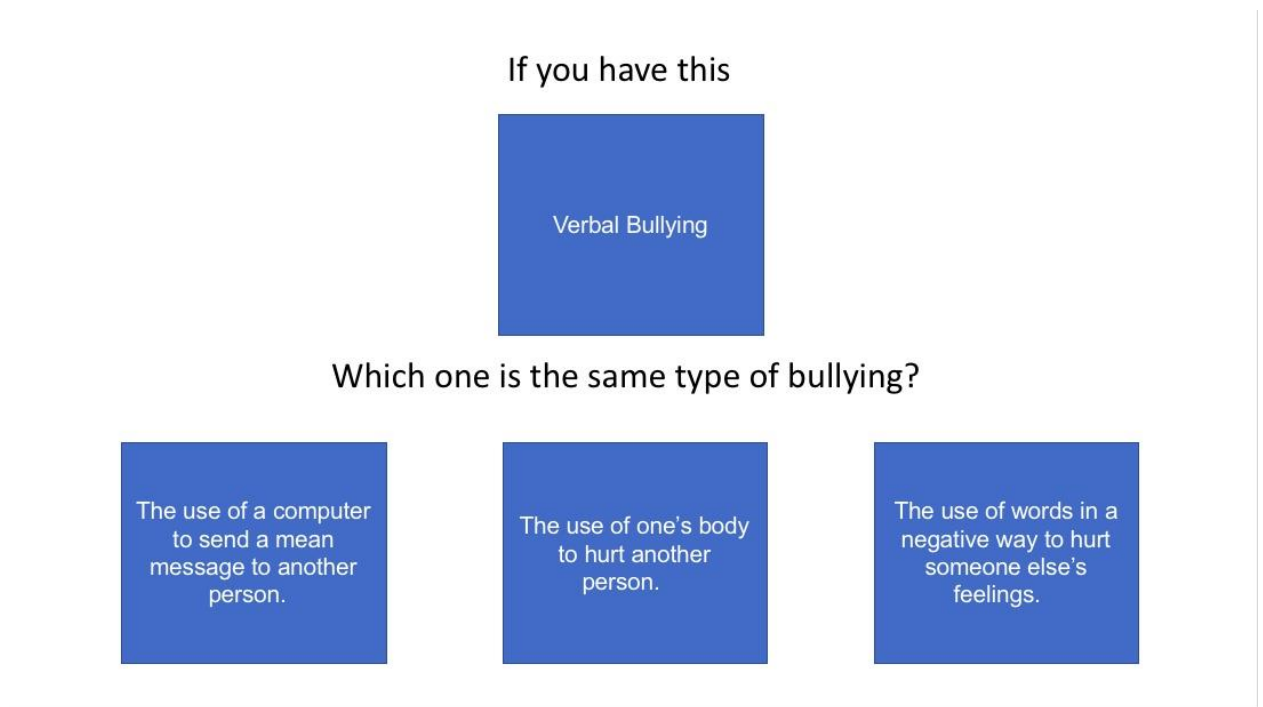 If you have this
Verbal Bullying
Which one is the same type of bullying?
The use of a computer
to send a mean
message to another
person.
The use of one’s body
to hurt another
person.
The use of words in a
negative way to hurt
someone else’s
feelings.